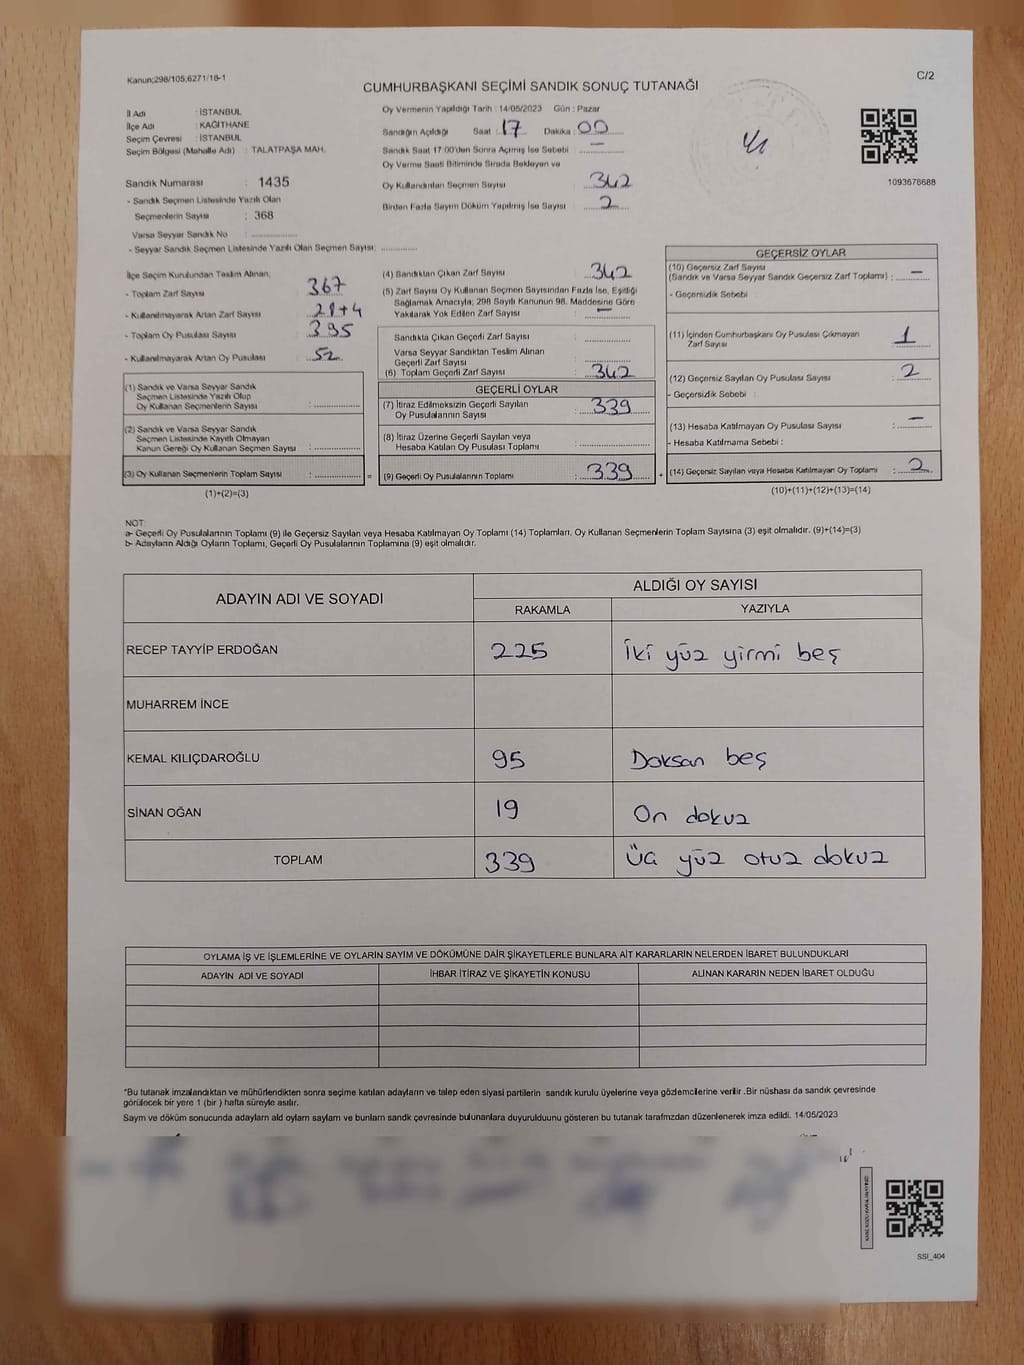 Kanun;298/105;6271/18-1
C/2
CUMHURBAŞKANI SEÇİMİ SANDIK SONUÇ TUTANAĞI
İl Adı : İSTANBUL
İlçe Adı : KAĞITHANE
Seçim Çevresi : İSTANBUL
Seçim Bölgesi (Mahalle Adı) : TALATPAŞA MAH.
Oy Vermenin Yapıldığı Tarih : 14/05/2023 Gün : Pazar
Sandığın Açıldığı Saat : 17 Dakika : 00
Sandık Saat 17:00'den Sonra Açımış İse Sebebi : —
Oy Verme Saati Bitiminde Sırada Bekleyen ve
Oy Kullandırılan Seçmen Sayısı : 342
Birden Fazla Sayım Döküm Yapılmış İse Sayısı : 2
1093678688
Sandık Numarası : 1435
- Sandık Seçmen Listesinde Yazılı Olan
Seçmenlerin Sayısı : 368
Varsa Seyyar Sandık No :
- Seyyar Sandık Seçmen Listesinde Yazılı Olan Seçmen Sayısı:
İlçe Seçim Kurulundan Teslim Alınan;
- Toplam Zarf Sayısı : 367
- Kullanılmayarak Artan Zarf Sayısı : 21+4
- Toplam Oy Pusulası Sayısı : 395
- Kullanılmayarak Artan Oy Pusulası : 52
(1) Sandık ve Varsa Seyyar Sandık
Seçmen Listesinde Yazılı Olup
Oy Kullanan Seçmenlerin Sayısı :
(2) Sandık ve Varsa Seyyar Sandık
Seçmen Listesinde Kayıtlı Olmayan
Kanun Gereği Oy Kullanan Seçmen Sayısı :
(3) Oy Kullanan Seçmenlerin Toplam Sayısı : =
(1)+(2)=(3)
(4) Sandıktan Çıkan Zarf Sayısı : 342
(5) Zarf Sayısı Oy Kullanan Seçmen Sayısından Fazla İse, Eşitliği
Sağlamak Amacıyla; 298 Sayılı Kanunun 98. Maddesine Göre
Yakılarak Yok Edilen Zarf Sayısı : —
Sandıkta Çıkan Geçerli Zarf Sayısı :
Varsa Seyyar Sandıktan Teslim Alınan
Geçerli Zarf Sayısı :
(6) Toplam Geçerli Zarf Sayısı : 342
GEÇERLİ OYLAR
(7) İtiraz Edilmeksizin Geçerli Sayılan
Oy Pusulalarının Sayısı : 339
(8) İtiraz Üzerine Geçerli Sayılan veya
Hesaba Katılan Oy Pusulaları Toplamı :
(9) Geçerli Oy Pusulalarının Toplamı : 339 +
GEÇERSİZ OYLAR
(10) Geçersiz Zarf Sayısı
(Sandık ve Varsa Seyyar Sandık Geçersiz Zarf Toplamı) : —
- Geçersizlik Sebebi
(11) İçinden Cumhurbaşkanı Oy Pusulası Çıkmayan
Zarf Sayısı : 1
(12) Geçersiz Sayılan Oy Pusulası Sayısı : 2
- Geçersizlik Sebebi :
(13) Hesaba Katılmayan Oy Pusulası Sayısı : —
- Hesaba Katılmama Sebebi :
(14) Geçersiz Sayılan veya Hesaba Katılmayan Oy Toplamı : 2
(10)+(11)+(12)+(13)=(14)
NOT:
a- Geçerli Oy Pusulalarının Toplamı (9) ile Geçersiz Sayılan veya Hesaba Katılmayan Oy Toplamı (14) Toplamları, Oy Kullanan Seçmenlerin Toplam Sayısına (3) eşit olmalıdır. (9)+(14)=(3)
b- Adayların Aldığı Oyların Toplamı, Geçerli Oy Pusulalarının Toplamına (9) eşit olmalıdır.
ADAYIN ADI VE SOYADI
ALDIĞI OY SAYISI
RAKAMLA YAZIYLA
RECEP TAYYİP ERDOĞAN 225 İki yüz yirmi beş
MUHARREM İNCE
KEMAL KILIÇDAROĞLU 95 Doksan beş
SİNAN OĞAN 19 On dokuz
TOPLAM 339 Üç yüz otuz dokuz
OYLAMA İŞ VE İŞLEMLERİNE VE OYLARIN SAYIM VE DÖKÜMÜNE DAİR ŞİKAYETLERLE BUNLARA AİT KARARLARIN NELERDEN İBARET BULUNDUKLARI
ADAYIN ADI VE SOYADI İHBAR İTİRAZ VE ŞİKAYETİN KONUSU ALINAN KARARIN NEDEN İBARET OLDUĞU
*Bu tutanak imzalandıktan ve mühürlendikten sonra seçime katılan adayların ve talep eden siyasi partilerin sandık kurulu üyelerine veya gözlemcilerine verilir .Bir nüshası da sandık çevresinde
görülecek bir yere 1 (bir ) hafta süreyle asılır.
Sayım ve döküm sonucunda adayların ald oylarn sayların ve bunların sandk çevresinde bulunanlara duyurulduunu gösteren bu tutanak tarafımzdan düzenlenerek imza edildi. 14/05/2023
SSI_404